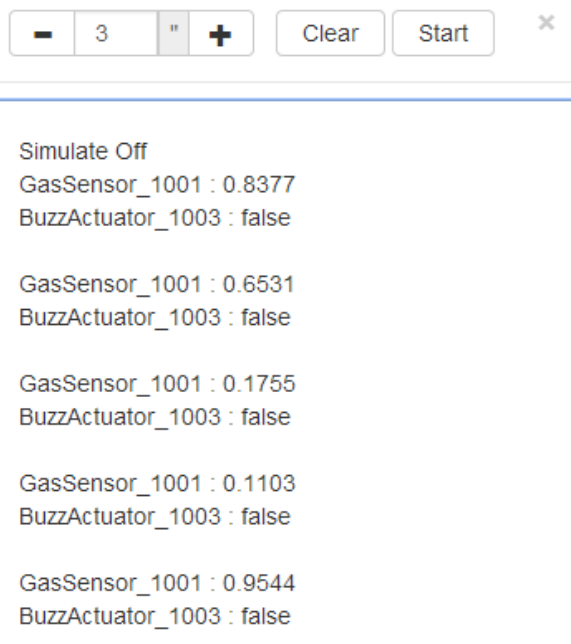 - 3 " + Clear Start ×
Simulate Off
GasSensor_1001 : 0.8377
BuzzActuator_1003 : false
GasSensor_1001 : 0.6531
BuzzActuator_1003 : false
GasSensor_1001 : 0.1755
BuzzActuator_1003 : false
GasSensor_1001 : 0.1103
BuzzActuator_1003 : false
GasSensor_1001 : 0.9544
BuzzActuator_1003 : false